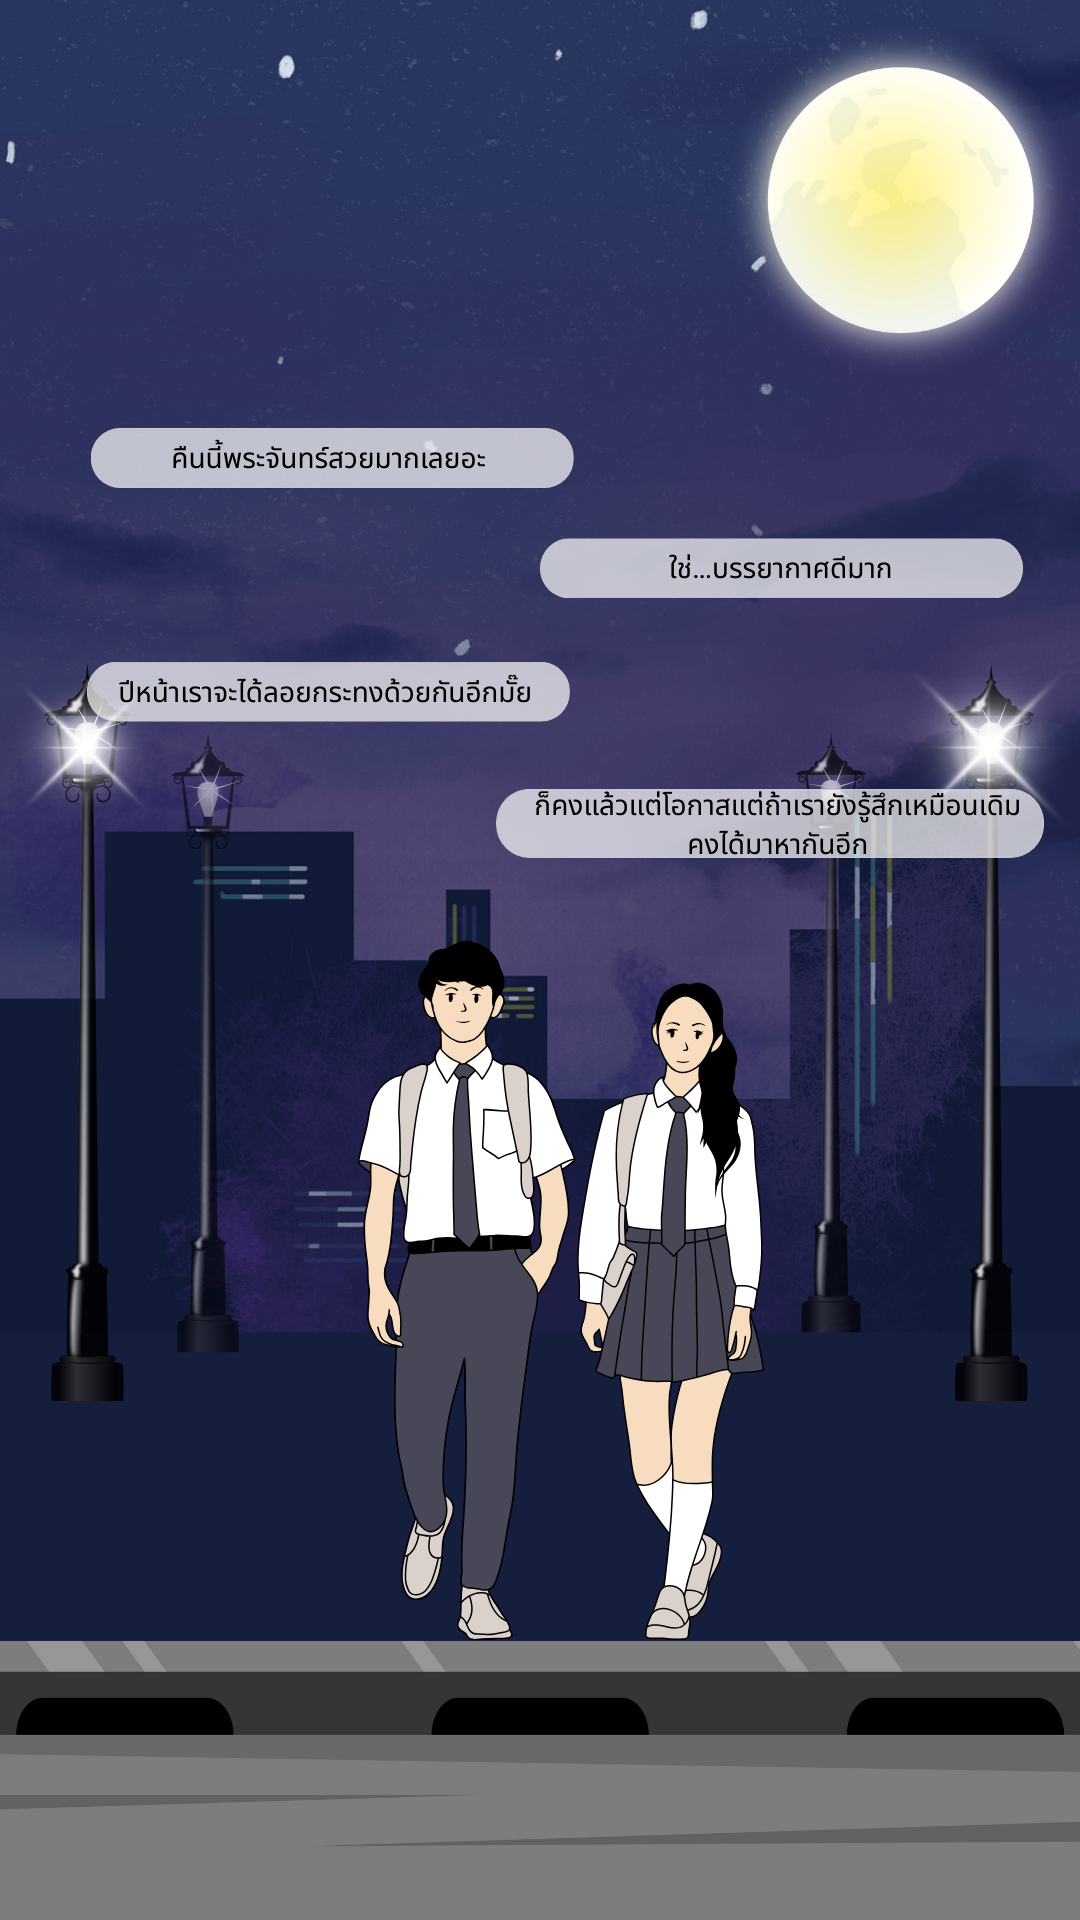 คืนนี้พระจันทร์สวยมากเลยอะ
ใช่...บรรยากาศดีมาก
ปีหน้าเราจะได้ลอยกระทงด้วยกันอีกมั๊ย
ก็คงแล้วแต่โอกาสแต่ถ้าเรายังรู้สึกเหมือนเดิม
คงได้มาหากันอีก